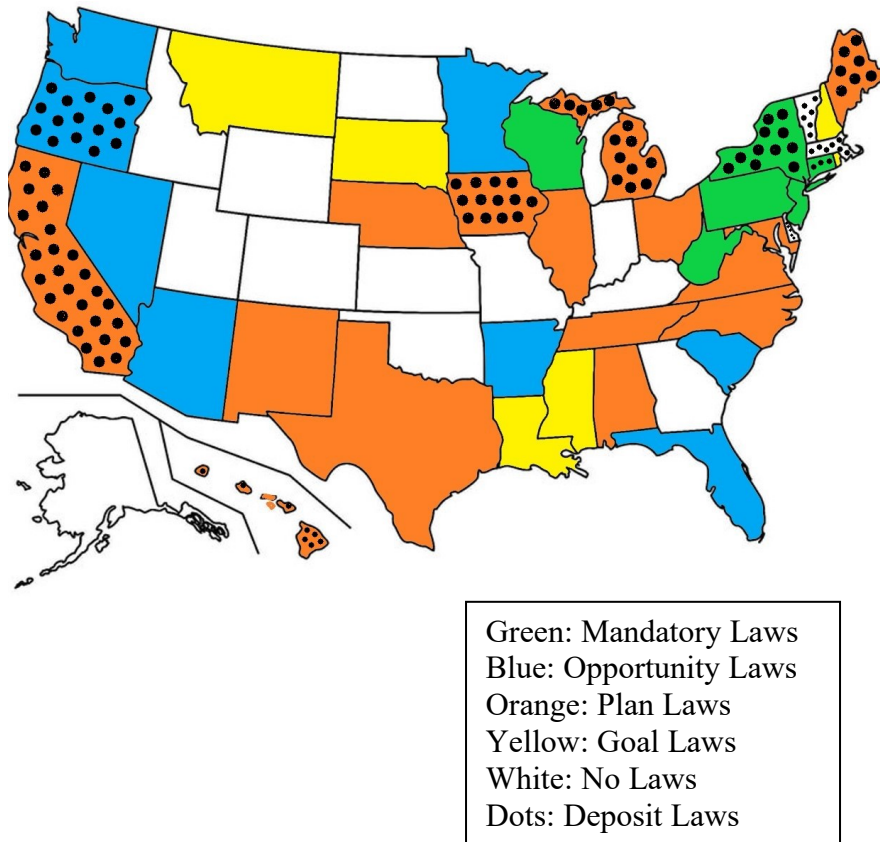 Green: Mandatory Laws
Blue: Opportunity Laws
Orange: Plan Laws
Yellow: Goal Laws
White: No Laws
Dots: Deposit Laws